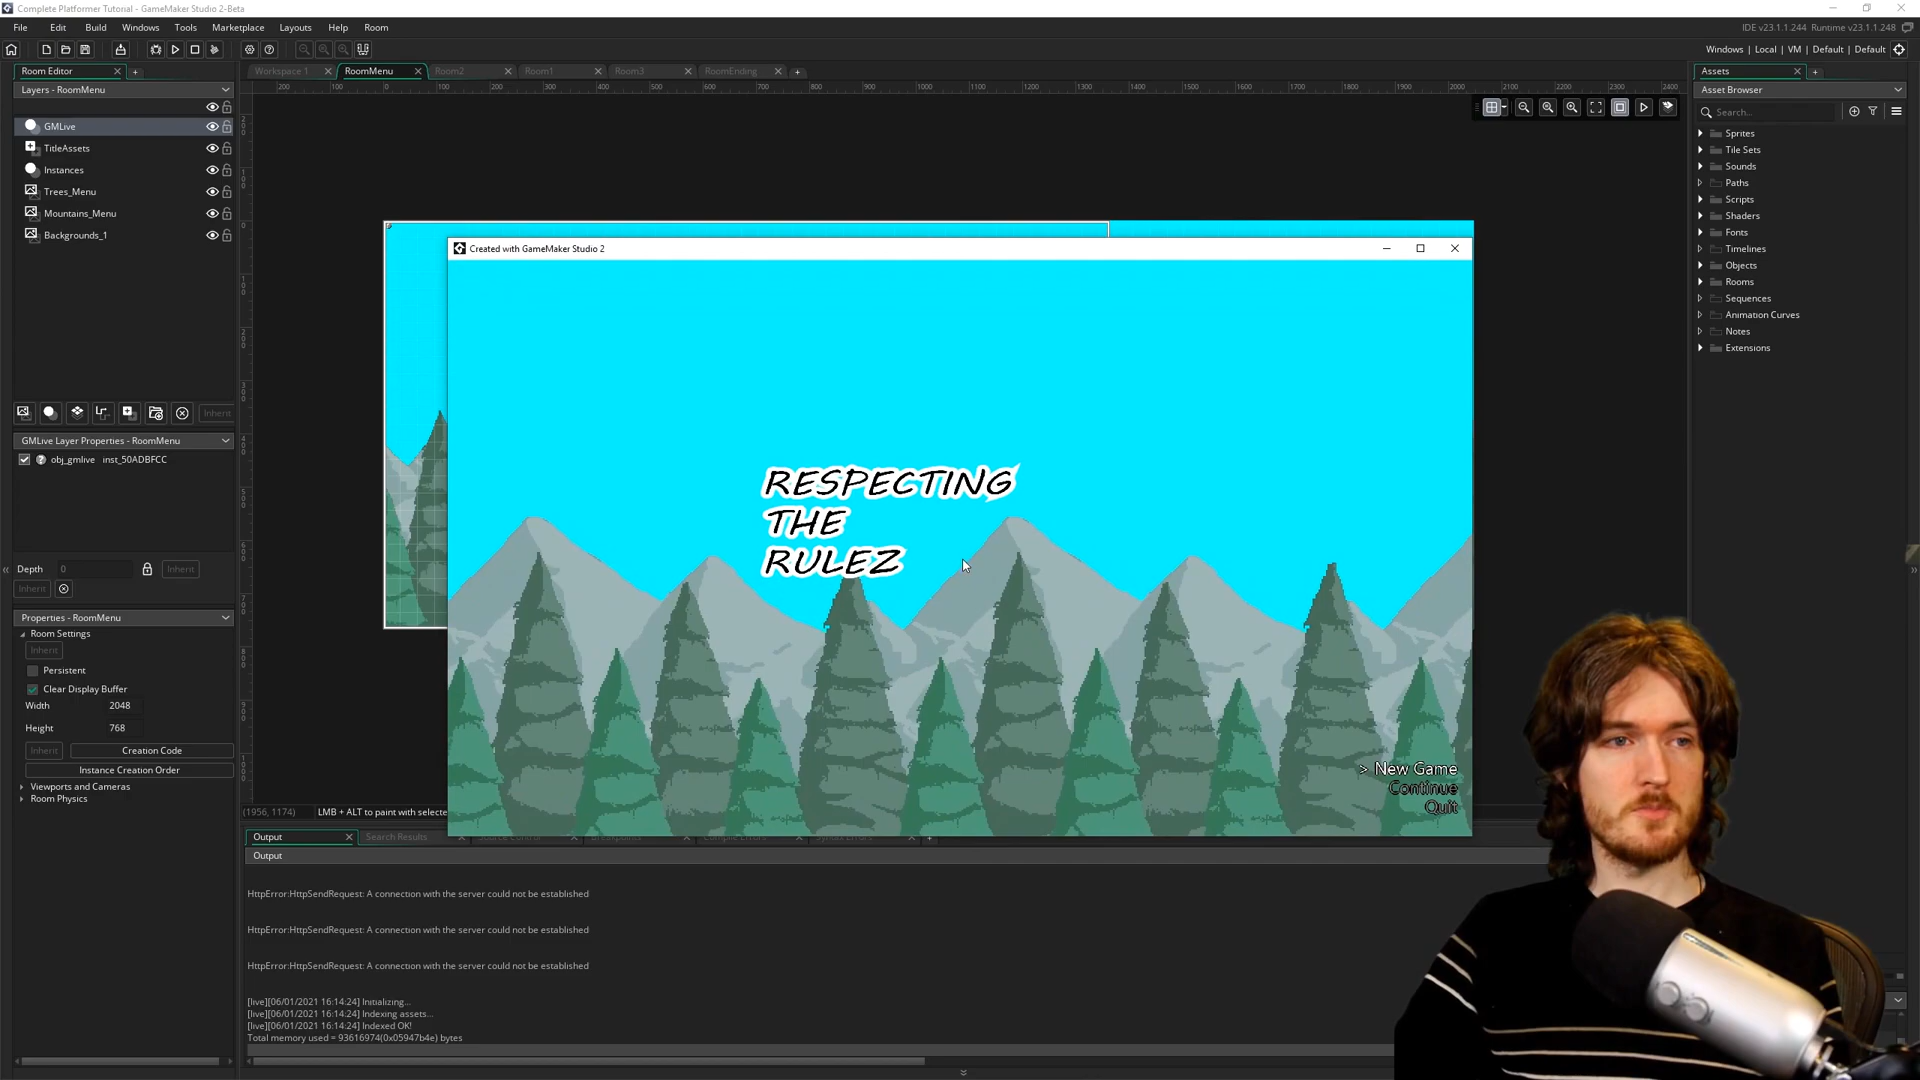 Complete Platformer Tutorial - GameMaker Studio 2-Beta
File Edit Build Windows Tools Marketplace Layouts Help Room
IDE v23.1.1.244 Runtime v23.1.1.248
Windows | Local | VM | Default | Default
Room Editor
Workspace 1
RoomMenu
Room2
Room1
Room3
RoomEnding
Assets
Layers - RoomMenu
Asset Browser
GMLive
TitleAssets
Instances
Trees_Menu
Mountains_Menu
Backgrounds_1
Search...
Sprites
Tile Sets
Sounds
Paths
Scripts
Shaders
Fonts
Timelines
Objects
Rooms
Sequences
Animation Curves
Notes
Extensions
Inherit
GMLive Layer Properties - RoomMenu
obj_gmlive inst_50ADBFCC
Depth 0 Inherit
Inherit
Properties - RoomMenu
Room Settings
Inherit
Persistent
Clear Display Buffer
Width 2048
Height 768
Inherit Creation Code
Instance Creation Order
Viewports and Cameras
Room Physics
Created with GameMaker Studio 2
RESPECTING
THE
RULEZ
> New Game
Continue
Quit
(1956, 1174) LMB + ALT to paint with selecte
Output
Search Results
Output
HttpError:HttpSendRequest: A connection with the server could not be established
HttpError:HttpSendRequest: A connection with the server could not be established
HttpError:HttpSendRequest: A connection with the server could not be established
[live][06/01/2021 16:14:24] Initializing...
[live][06/01/2021 16:14:24] Indexing assets...
[live][06/01/2021 16:14:24] Indexed OK!
Total memory used = 93616974(0x05947b4e) bytes